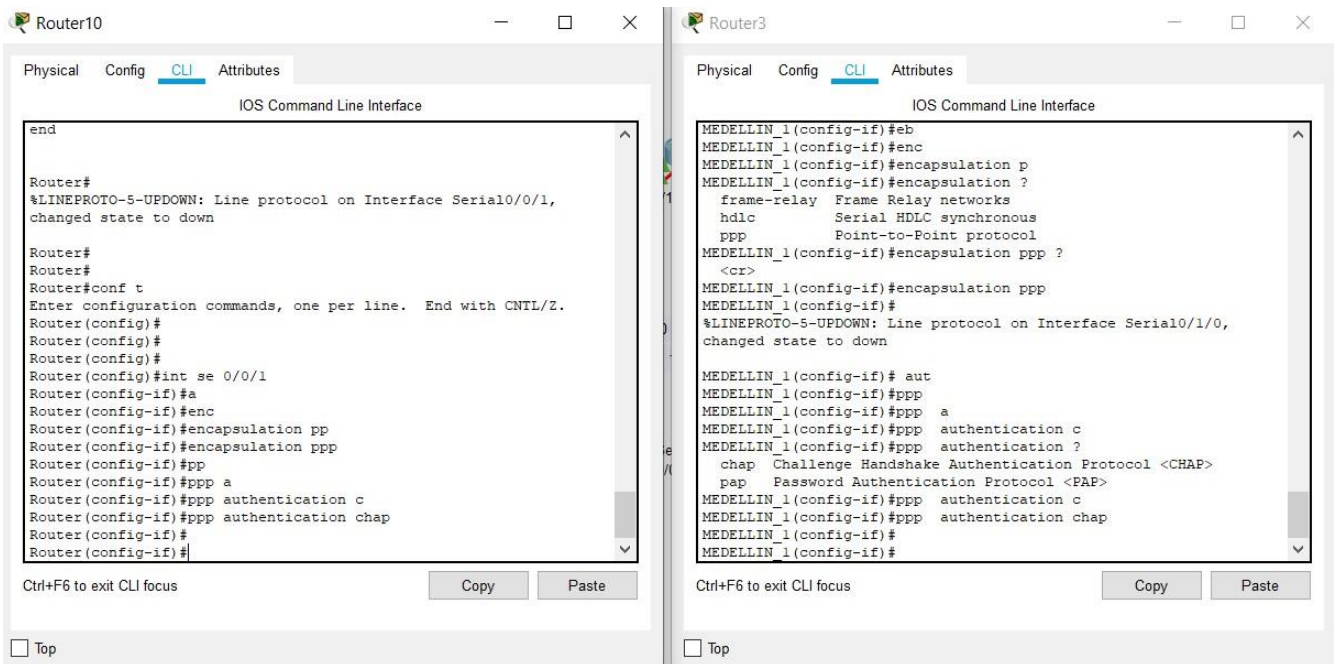 Router10
Physical Config CLI Attributes
IOS Command Line Interface
end
Router#
%LINEPROTO-5-UPDOWN: Line protocol on Interface Serial0/0/1,
changed state to down
Router#
Router#
Router#conf t
Enter configuration commands, one per line.  End with CNTL/Z.
Router(config)#
Router(config)#
Router(config)#
Router(config)#int se 0/0/1
Router(config-if)#a
Router(config-if)#enc
Router(config-if)#encapsulation pp
Router(config-if)#encapsulation ppp
Router(config-if)#pp
Router(config-if)#ppp a
Router(config-if)#ppp authentication c
Router(config-if)#ppp authentication chap
Router(config-if)#
Router(config-if)#
Ctrl+F6 to exit CLI focus
Copy
Paste
Top
Router3
Physical Config CLI Attributes
IOS Command Line Interface
MEDELLIN_1(config-if)#eb
MEDELLIN_1(config-if)#enc
MEDELLIN_1(config-if)#encapsulation p
MEDELLIN_1(config-if)#encapsulation ?
  frame-relay  Frame Relay networks
  hdlc         Serial HDLC synchronous
  ppp          Point-to-Point protocol
MEDELLIN_1(config-if)#encapsulation ppp ?
  <cr>
MEDELLIN_1(config-if)#encapsulation ppp
MEDELLIN_1(config-if)#
%LINEPROTO-5-UPDOWN: Line protocol on Interface Serial0/1/0,
changed state to down
MEDELLIN_1(config-if)# aut
MEDELLIN_1(config-if)#ppp
MEDELLIN_1(config-if)#ppp  a
MEDELLIN_1(config-if)#ppp  authentication c
MEDELLIN_1(config-if)#ppp  authentication ?
  chap  Challenge Handshake Authentication Protocol <CHAP>
  pap   Password Authentication Protocol <PAP>
MEDELLIN_1(config-if)#ppp  authentication c
MEDELLIN_1(config-if)#ppp  authentication chap
MEDELLIN_1(config-if)#
MEDELLIN_1(config-if)#
Ctrl+F6 to exit CLI focus
Copy
Paste
Top